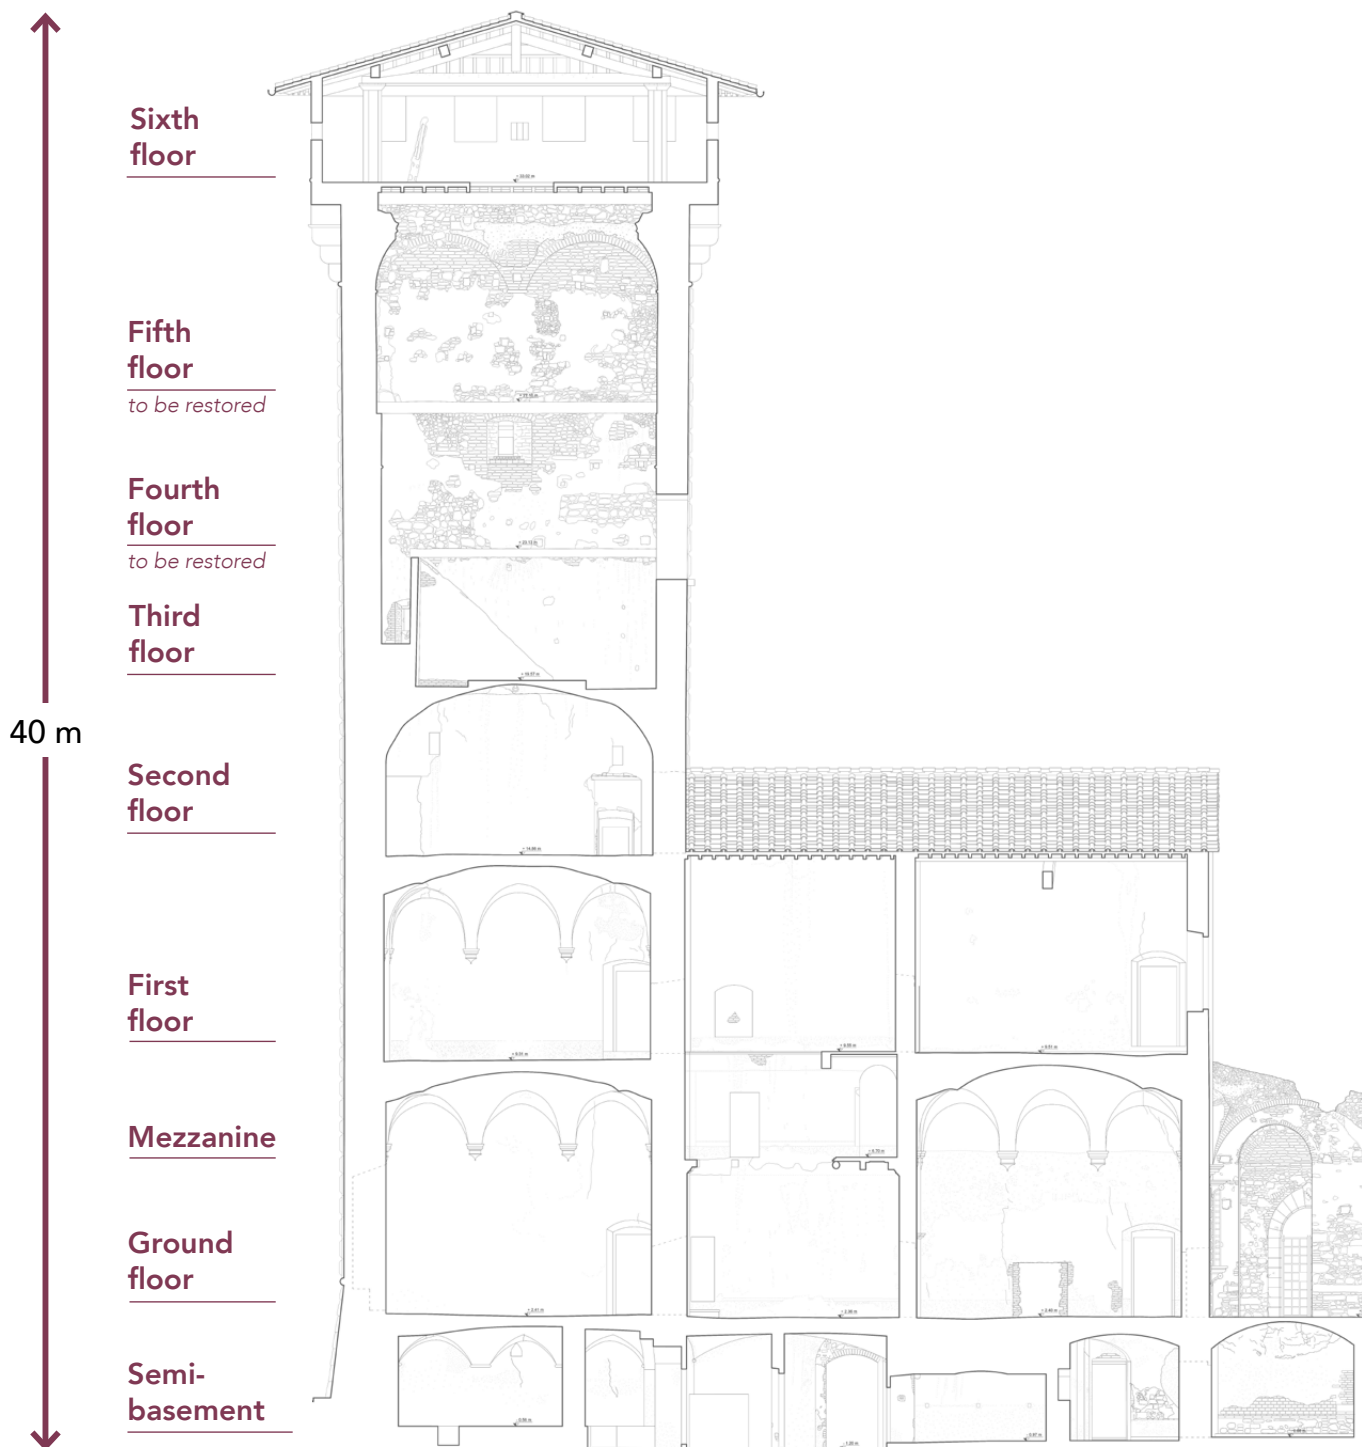 Sixth
floor
Fifth
floor
to be restored
Fourth
floor
to be restored
Third
floor
40 m
Second
floor
First
floor
Mezzanine
Ground
floor
Semi-
basement